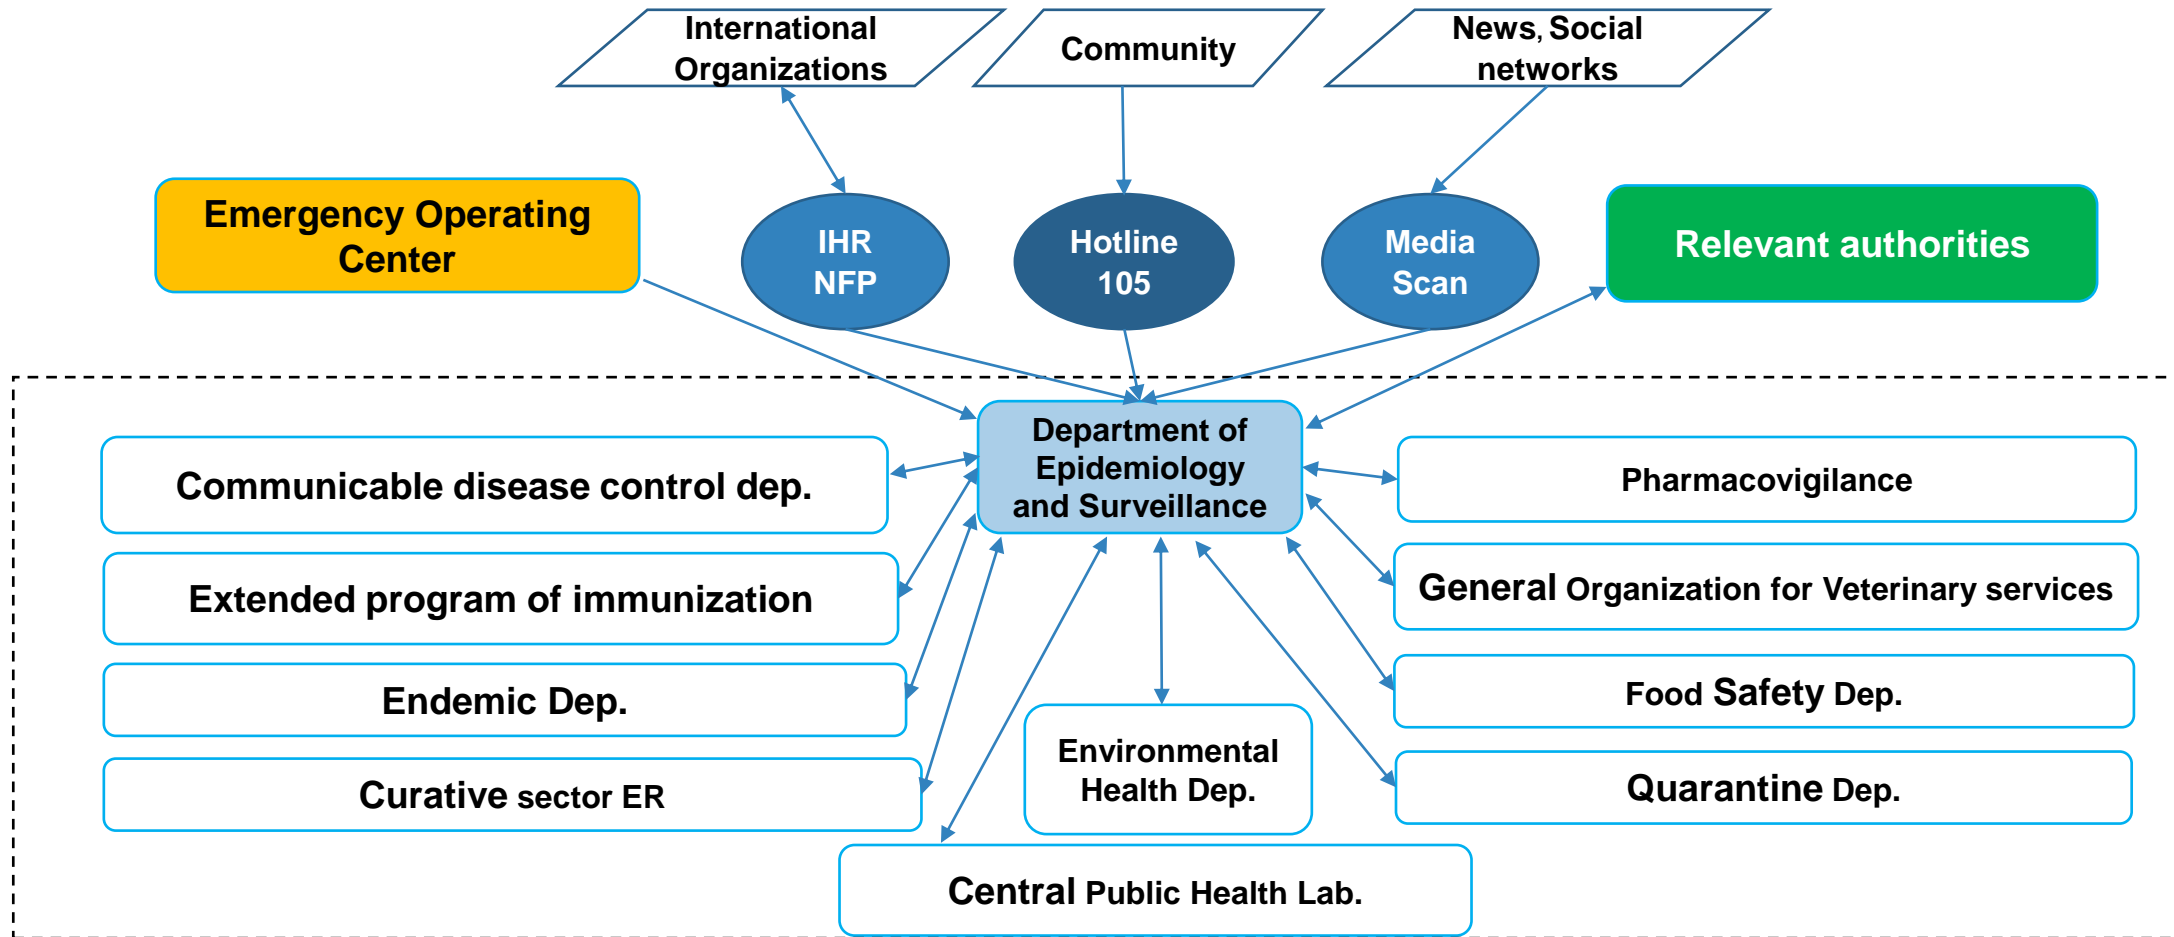 International
Organizations
Community
News, Social
networks
Emergency Operating
Center
IHR
NFP
Hotline
105
Media
Scan
Relevant authorities
Department of
Epidemiology
and Surveillance
Communicable disease control dep.
Extended program of immunization
Endemic Dep.
Curative sector ER
Environmental
Health Dep.
Central Public Health Lab.
Pharmacovigilance
General Organization for Veterinary services
Food Safety Dep.
Quarantine Dep.